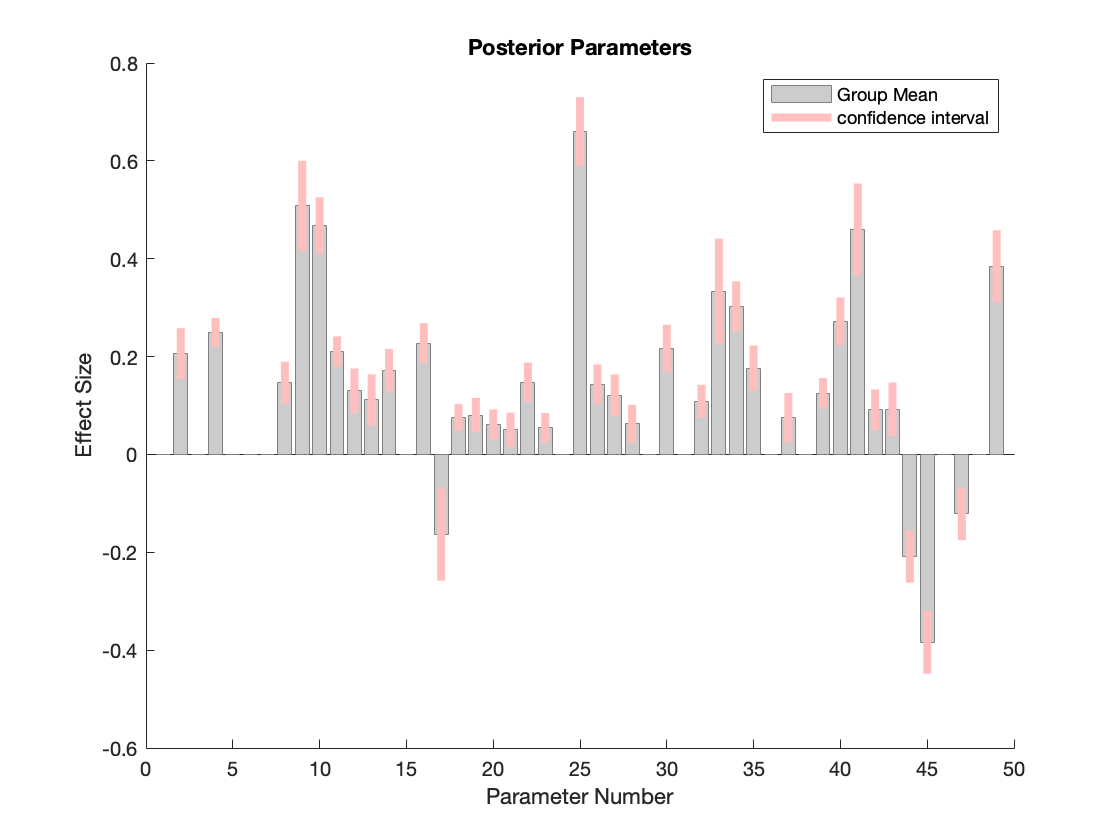 Posterior Parameters
Group Mean
confidence interval
Effect Size
0.8
0.6
0.4
0.2
0
-0.2
-0.4
-0.6
0 5 10 15 20 25 30 35 40 45 50
Parameter Number